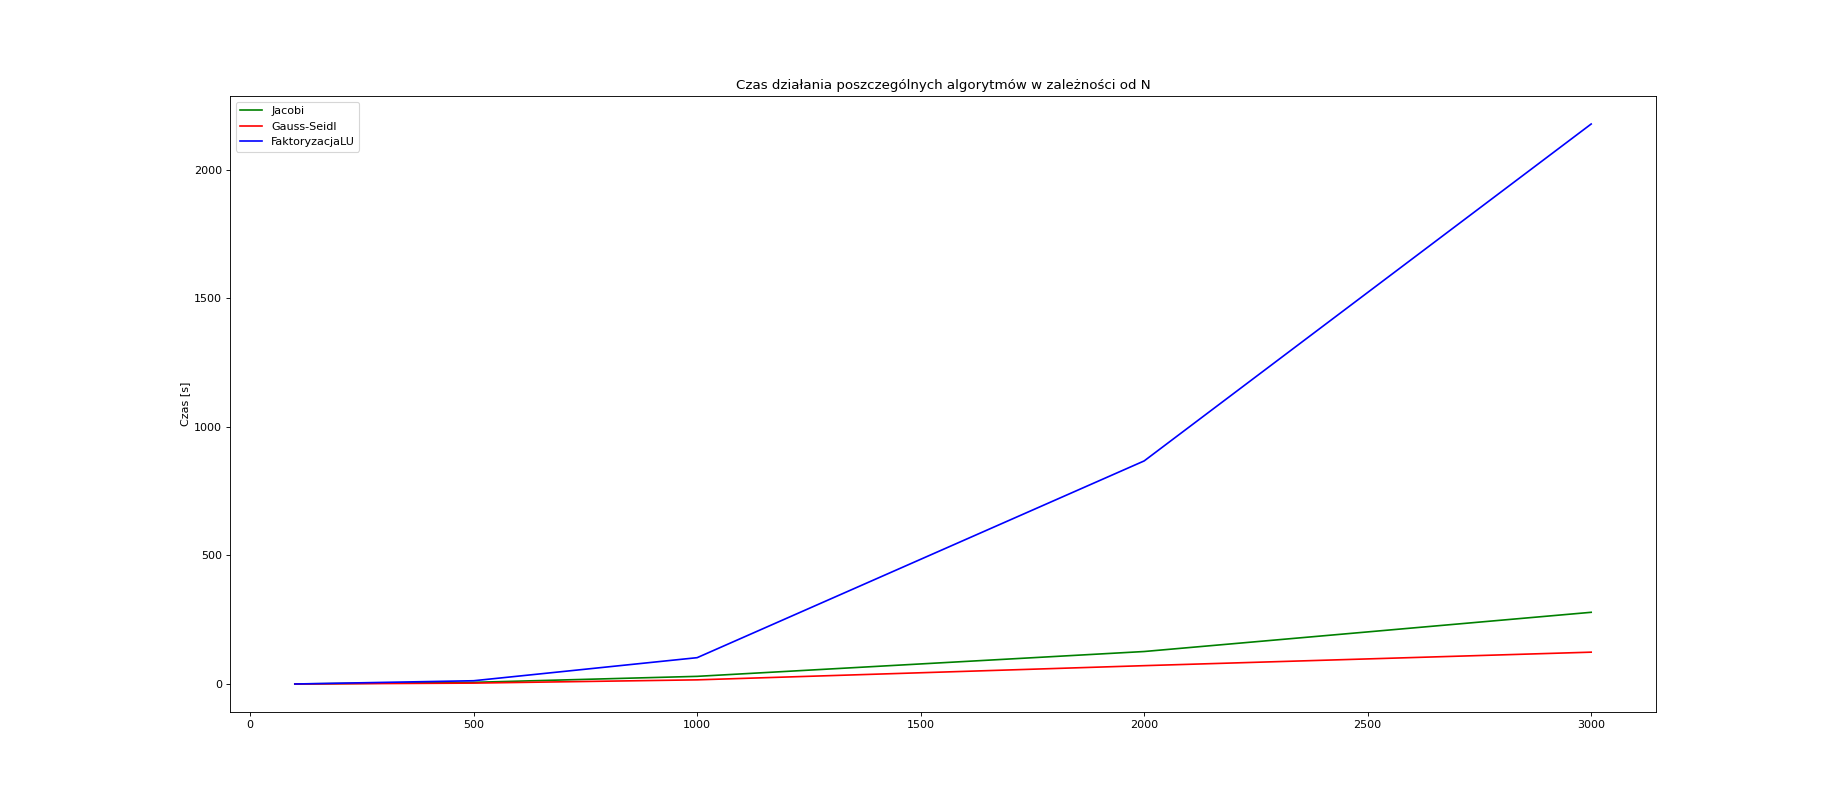 Czas działania poszczególnych algorytmów w zależności od N
Jacobi
Gauss-Seidl
FaktoryzacjaLU
2000
1500
1000
500
0
Czas [s]
0 500 1000 1500 2000 2500 3000